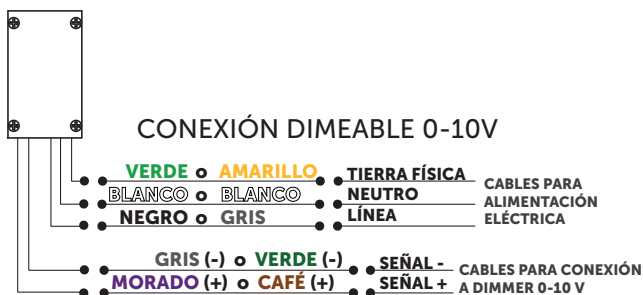 CONEXIÓN DIMEABLE 0-10V
VERDE o AMARILLO TIERRA FÍSICA
BLANCO o BLANCO NEUTRO
NEGRO o GRIS LÍNEA
CABLES PARA
ALIMENTACIÓN
ELÉCTRICA
GRIS (-) o VERDE (-) SEÑAL -
MORADO (+) o CAFÉ (+) SEÑAL +
CABLES PARA CONEXIÓN
A DIMMER 0-10 V